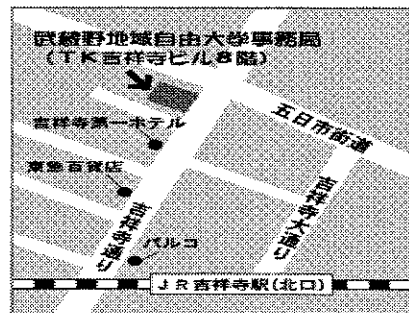 武蔵野地域自由大学事務局
(TK吉祥寺ビル8階)
吉祥寺第一ホテル
東急百貨店
五日市街道
吉祥寺通り
吉祥寺大通り
パルコ
JR吉祥寺駅(北口)